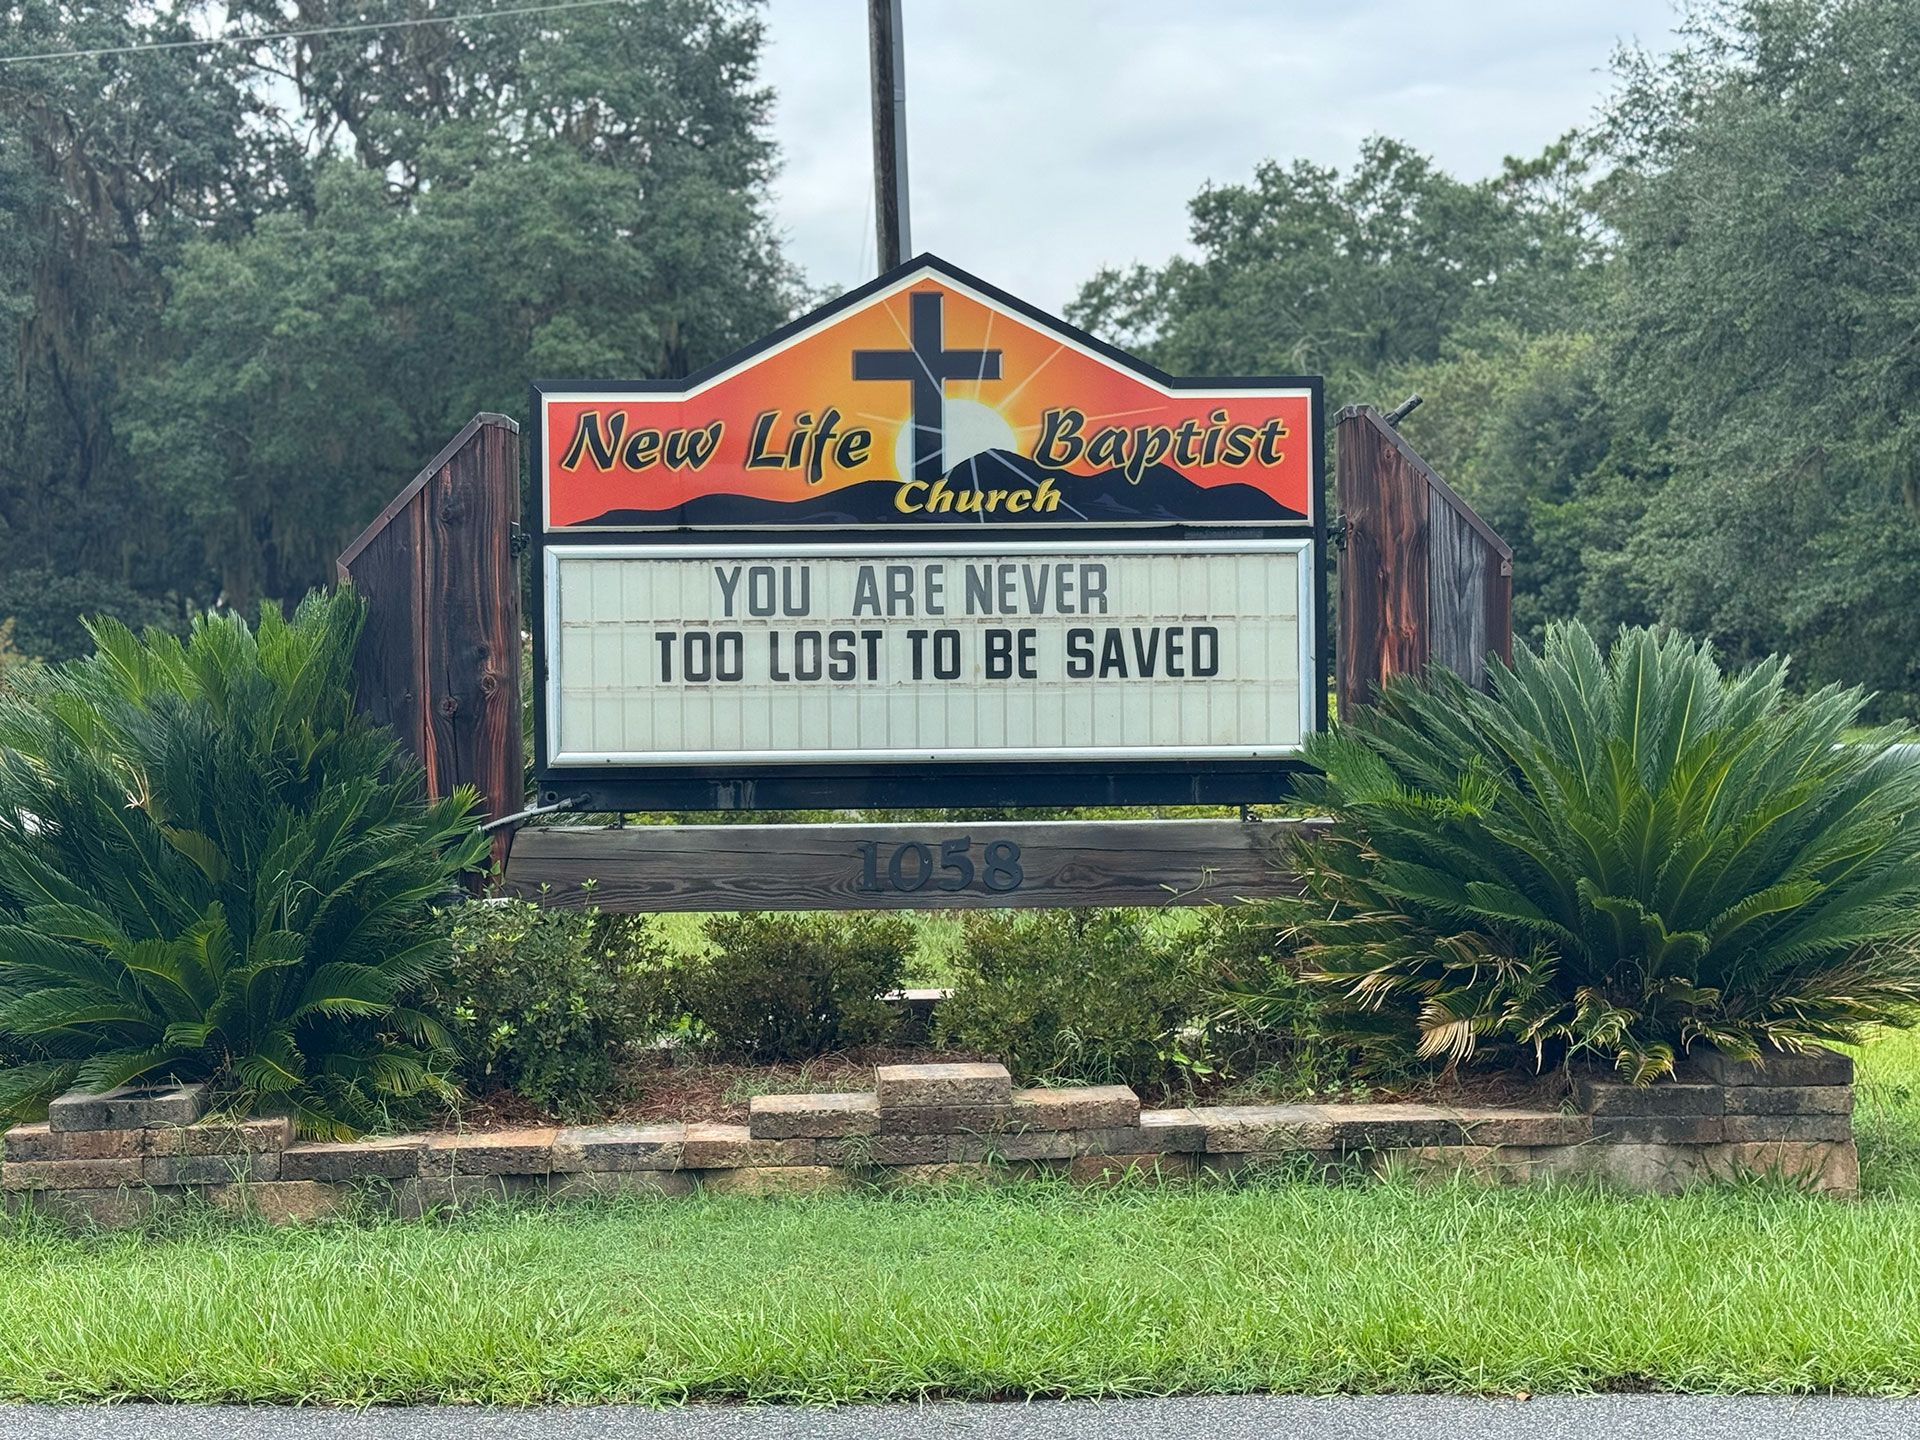 New Life Baptist
Church
YOU ARE NEVER
TOO LOST TO BE SAVED
1058